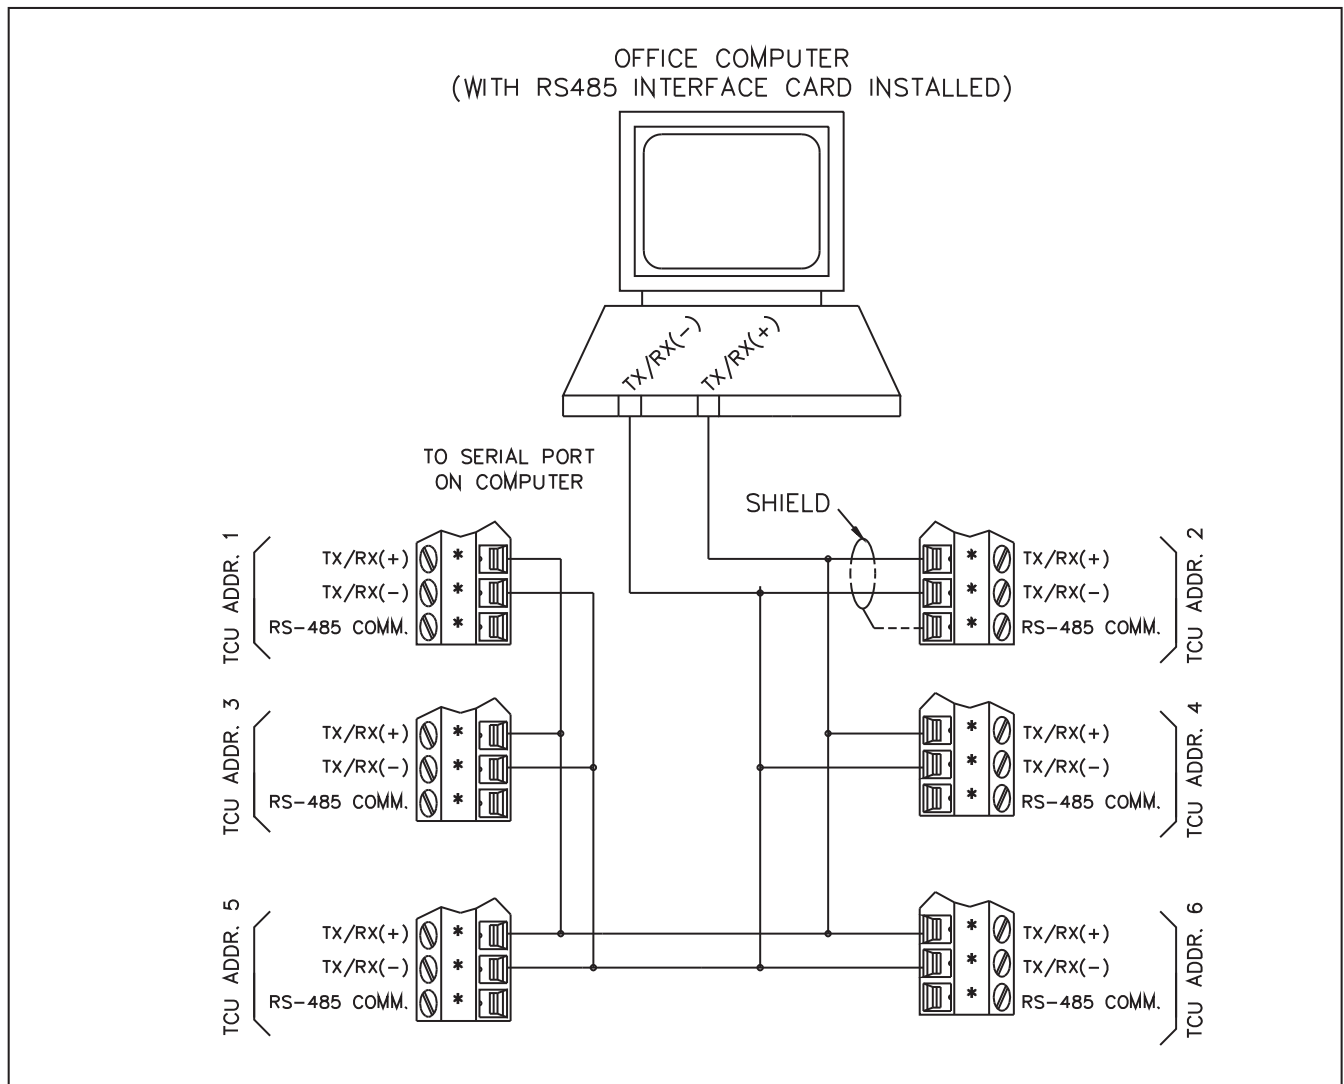 OFFICE COMPUTER
(WITH RS485 INTERFACE CARD INSTALLED)
TX/RX(-)
TX/RX(+)
TO SERIAL PORT
ON COMPUTER
SHIELD
TCU ADDR. 1
TX/RX(+)
TX/RX(-)
RS-485 COMM.
*
*
*
TCU ADDR. 2
*
*
*
TX/RX(+)
TX/RX(-)
RS-485 COMM.
TCU ADDR. 3
TX/RX(+)
TX/RX(-)
RS-485 COMM.
*
*
*
TCU ADDR. 4
*
*
*
TX/RX(+)
TX/RX(-)
RS-485 COMM.
TCU ADDR. 5
TX/RX(+)
TX/RX(-)
RS-485 COMM.
*
*
*
TCU ADDR. 6
*
*
*
TX/RX(+)
TX/RX(-)
RS-485 COMM.